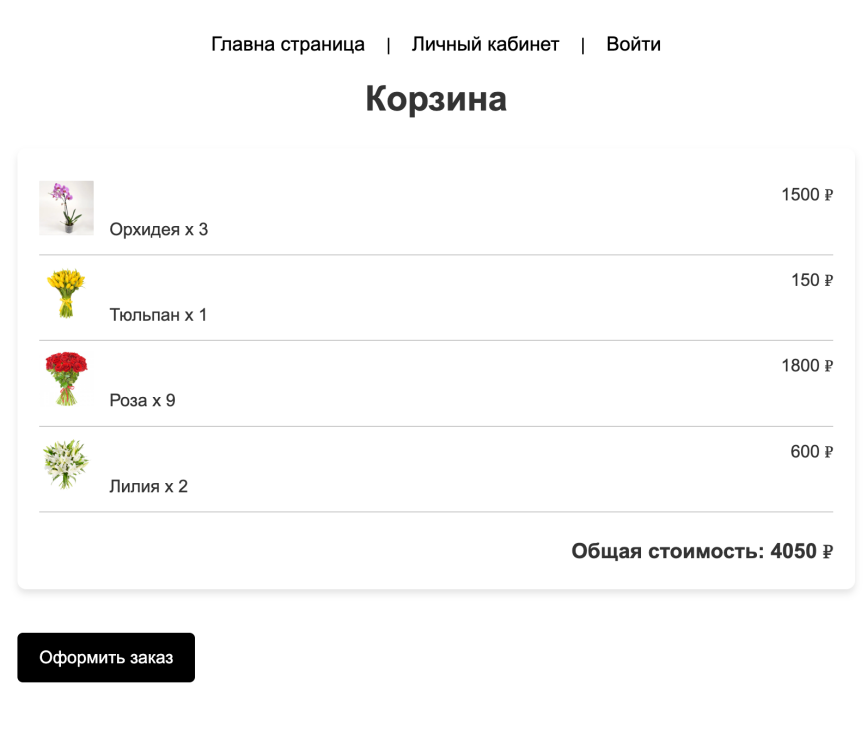 Главна страница | Личный кабинет | Войти
Корзина
1500 ₽
Орхидея x 3
150 ₽
Тюльпан x 1
1800 ₽
Роза x 9
600 ₽
Лилия x 2
Общая стоимость: 4050 ₽
Оформить заказ